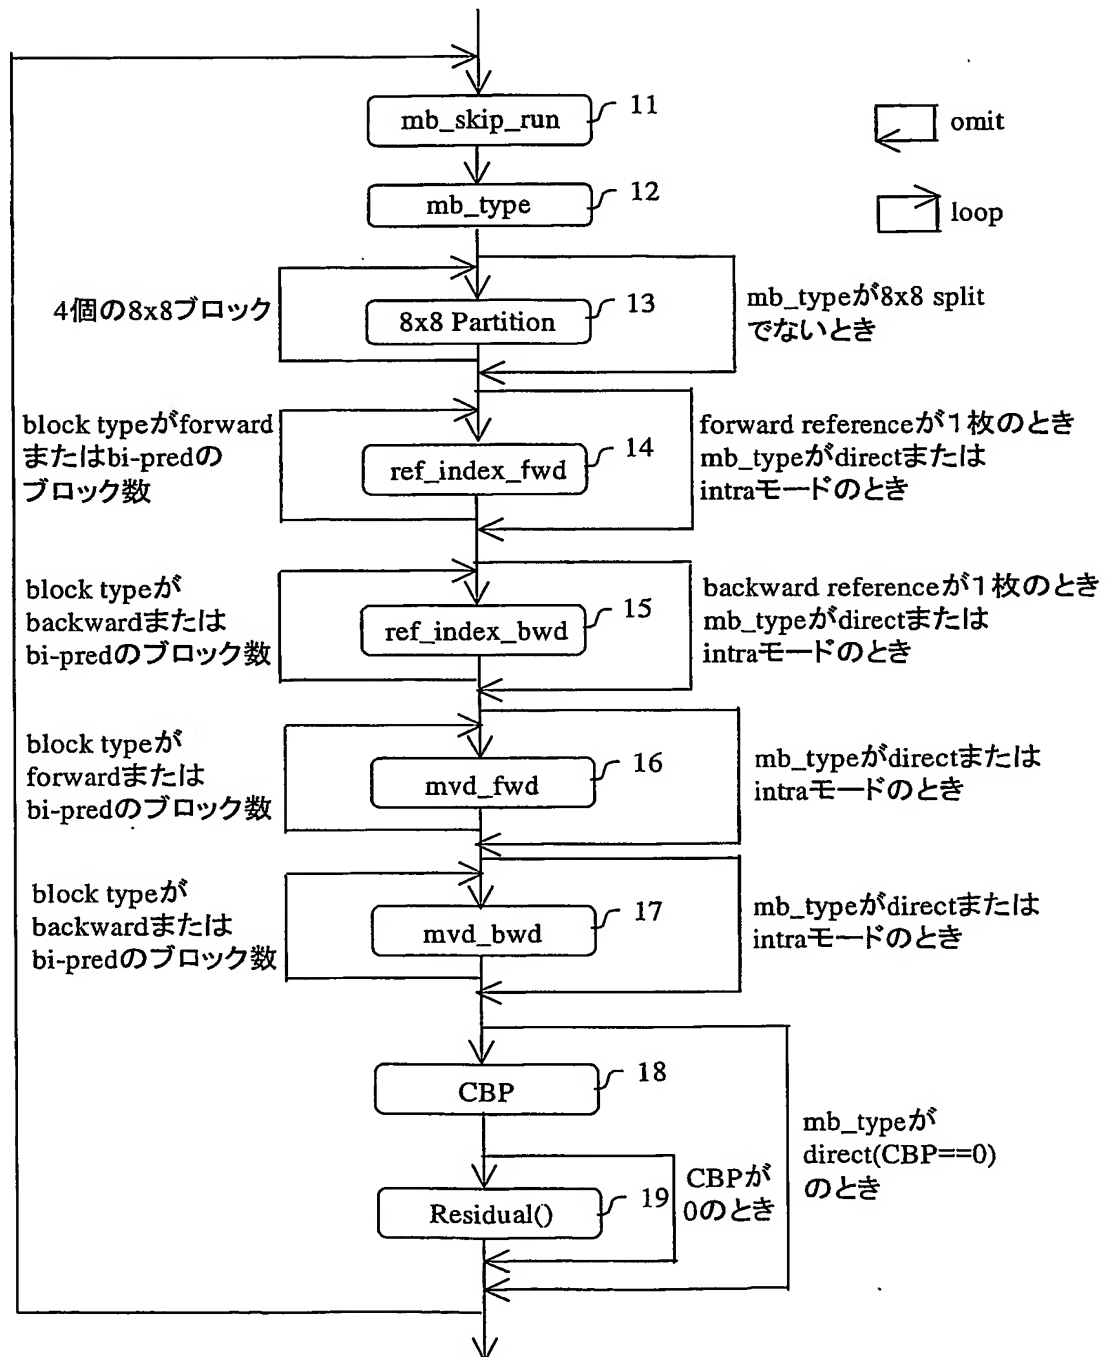 mb_skip_run
11
omit
mb_type
12
loop
4個の8x8ブロック
8x8 Partition
13
mb_typeが8x8 split
でないとき
block typeがforward
またはbi-predの
ブロック数
ref_index_fwd
14
forward referenceが1枚のとき
mb_typeがdirectまたは
intraモードのとき
block typeが
backwardまたは
bi-predのブロック数
ref_index_bwd
15
backward referenceが1枚のとき
mb_typeがdirectまたは
intraモードのとき
block typeが
forwardまたは
bi-predのブロック数
mvd_fwd
16
mb_typeがdirectまたは
intraモードのとき
block typeが
backwardまたは
bi-predのブロック数
mvd_bwd
17
mb_typeがdirectまたは
intraモードのとき
CBP
18
mb_typeが
direct(CBP==0)
のとき
Residual()
19
CBPが
0のとき